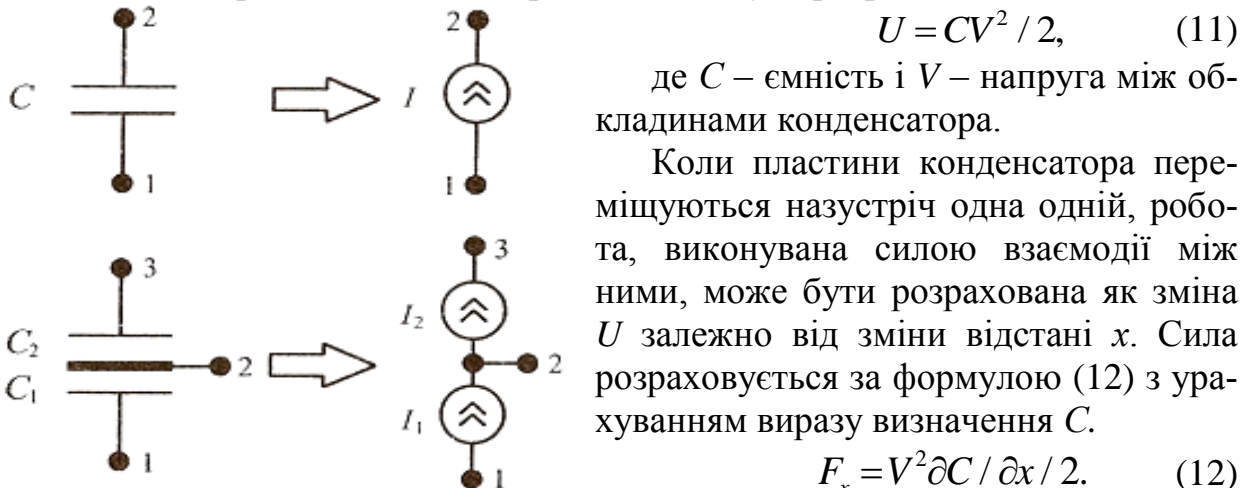 2
2
C
I
1
1
3
3
C₂
I₂
2
2
C₁
I₁
1
1
U = CV² / 2, (11)
де C – ємність і V – напруга між об-
кладинами конденсатора.
Коли пластини конденсатора пере-
міщуються назустріч одна одній, робо-
та, виконувана силою взаємодії між
ними, може бути розрахована як зміна
U залежно від зміни відстані x. Сила
розраховується за формулою (12) з ура-
хуванням виразу визначення C.
Fₓ = V²∂C / ∂x / 2. (12)